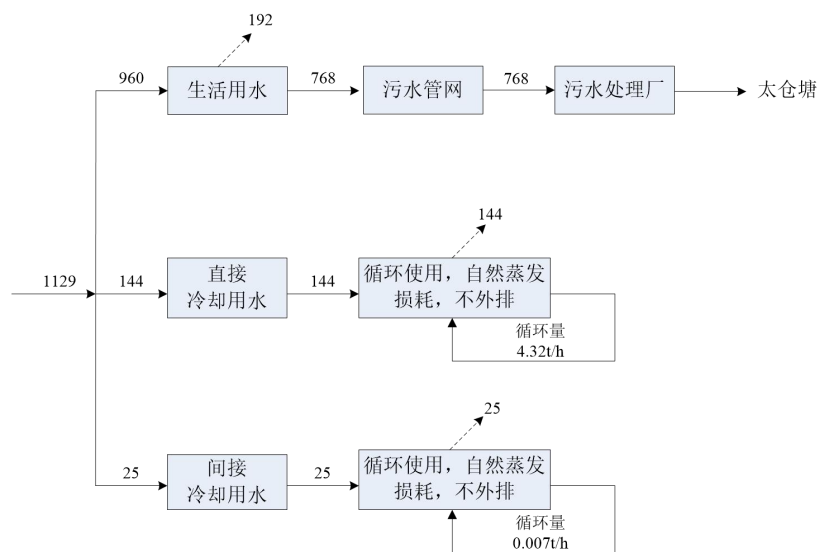 192
960
生活用水
768
污水管网
768
污水处理厂
太仓塘
144
1129
144
直接
冷却用水
144
循环使用，自然蒸发
损耗，不外排
循环量
4.32t/h
25
25
间接
冷却用水
25
循环使用，自然蒸发
损耗，不外排
循环量
0.007t/h